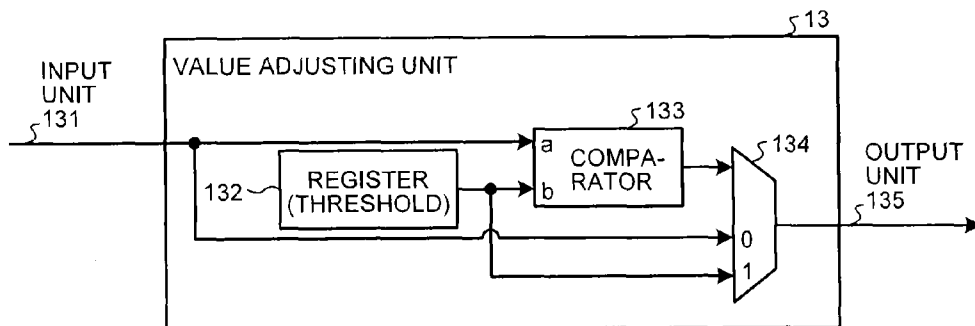 13
VALUE ADJUSTING UNIT
INPUT
UNIT
131
133
a
b
COMPA-
RATOR
134
132
REGISTER
(THRESHOLD)
0
1
OUTPUT
UNIT
135